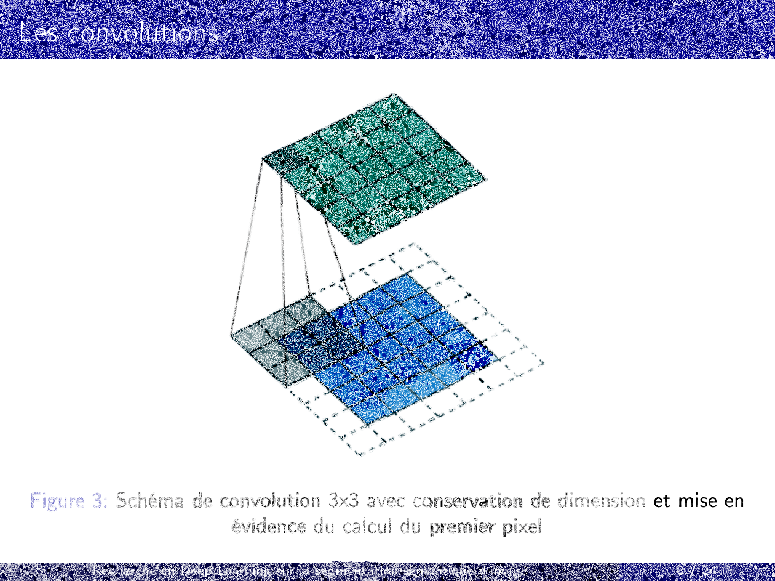 Les convolutions
Figure 3: Schéma de convolution 3x3 avec conservation de dimension et mise en
évidence du calcul du premier pixel